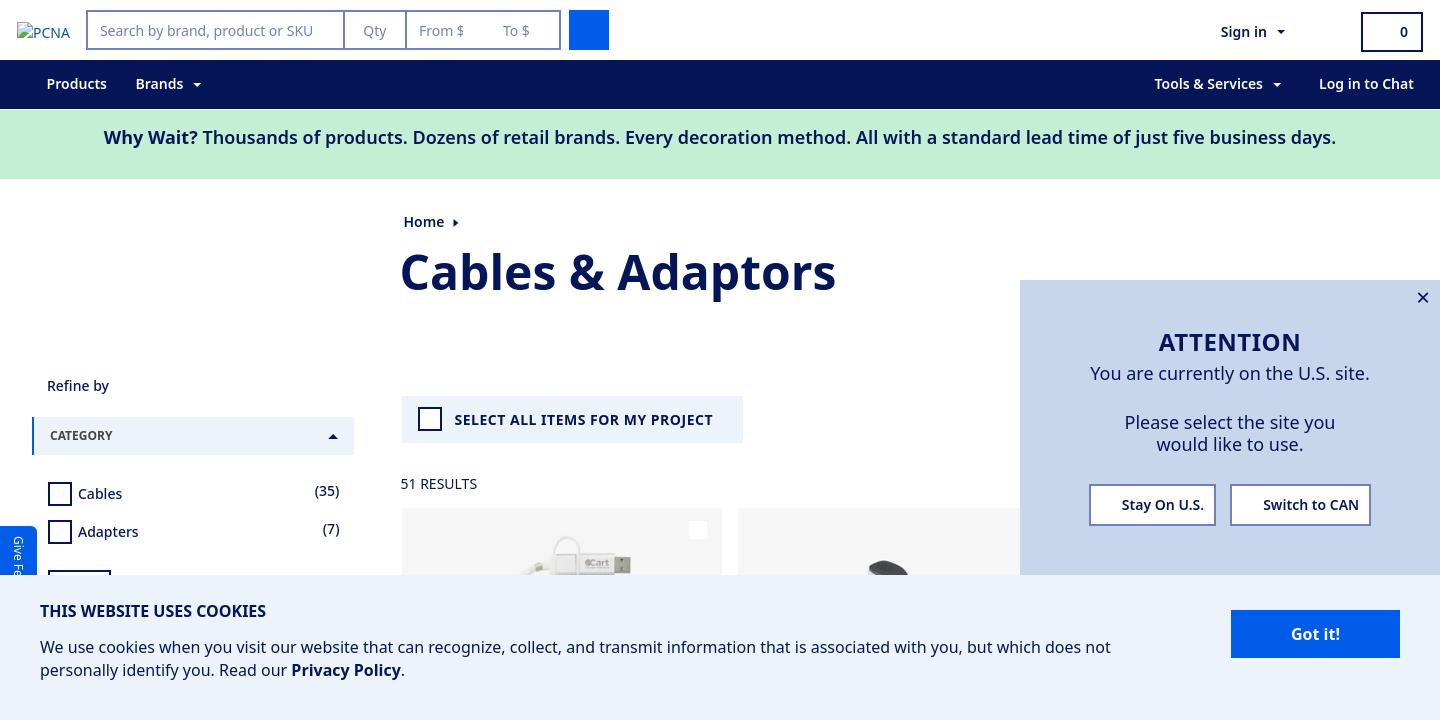 PCNA
Search by brand, product or SKU
Qty
From $
To $
Sign in
0
Products
Brands
Tools & Services
Log in to Chat
Why Wait? Thousands of products. Dozens of retail brands. Every decoration method. All with a standard lead time of just five business days.
Home
Cables & Adaptors
×
ATTENTION
You are currently on the U.S. site.
Please select the site you
would like to use.
Stay On U.S.
Switch to CAN
Refine by
CATEGORY
SELECT ALL ITEMS FOR MY PROJECT
Cables
(35)
51 RESULTS
Adapters
(7)
Give Fe
Cart
THIS WEBSITE USES COOKIES
We use cookies when you visit our website that can recognize, collect, and transmit information that is associated with you, but which does not
personally identify you. Read our Privacy Policy.
Got it!